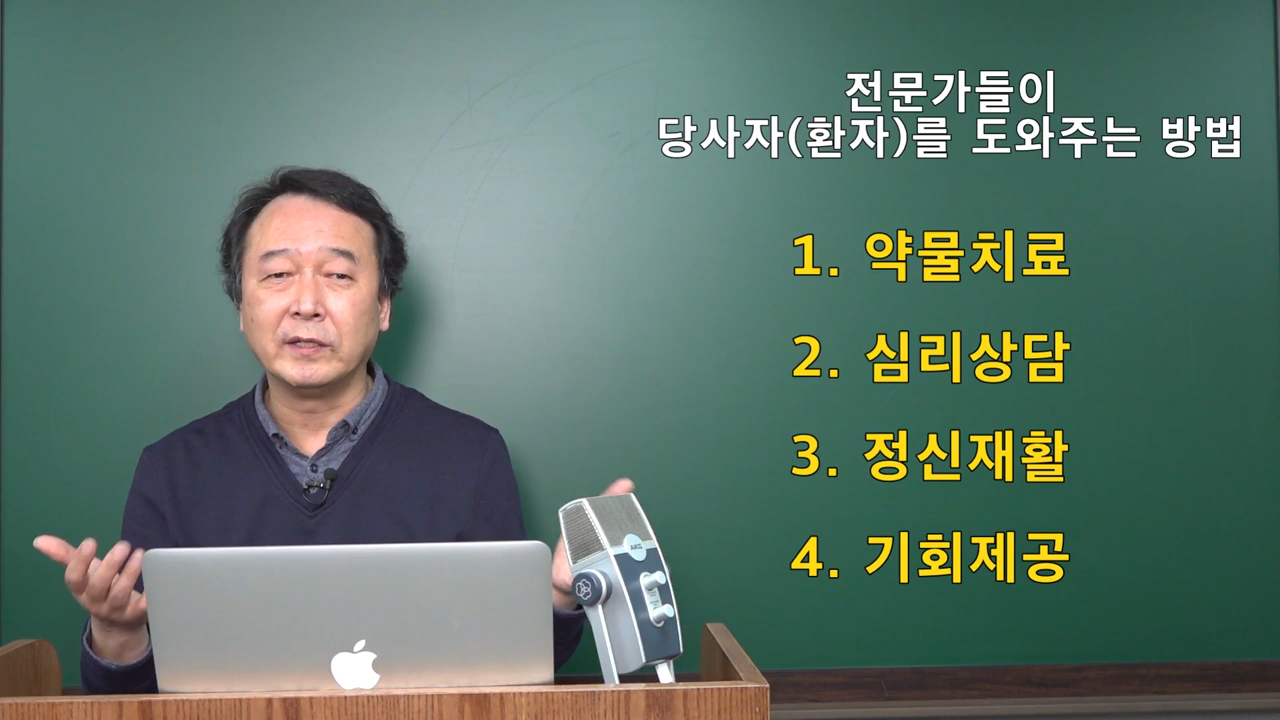 전문가들이
당사자(환자)를 도와주는 방법
1. 약물치료
2. 심리상담
3. 정신재활
4. 기회제공
AKG